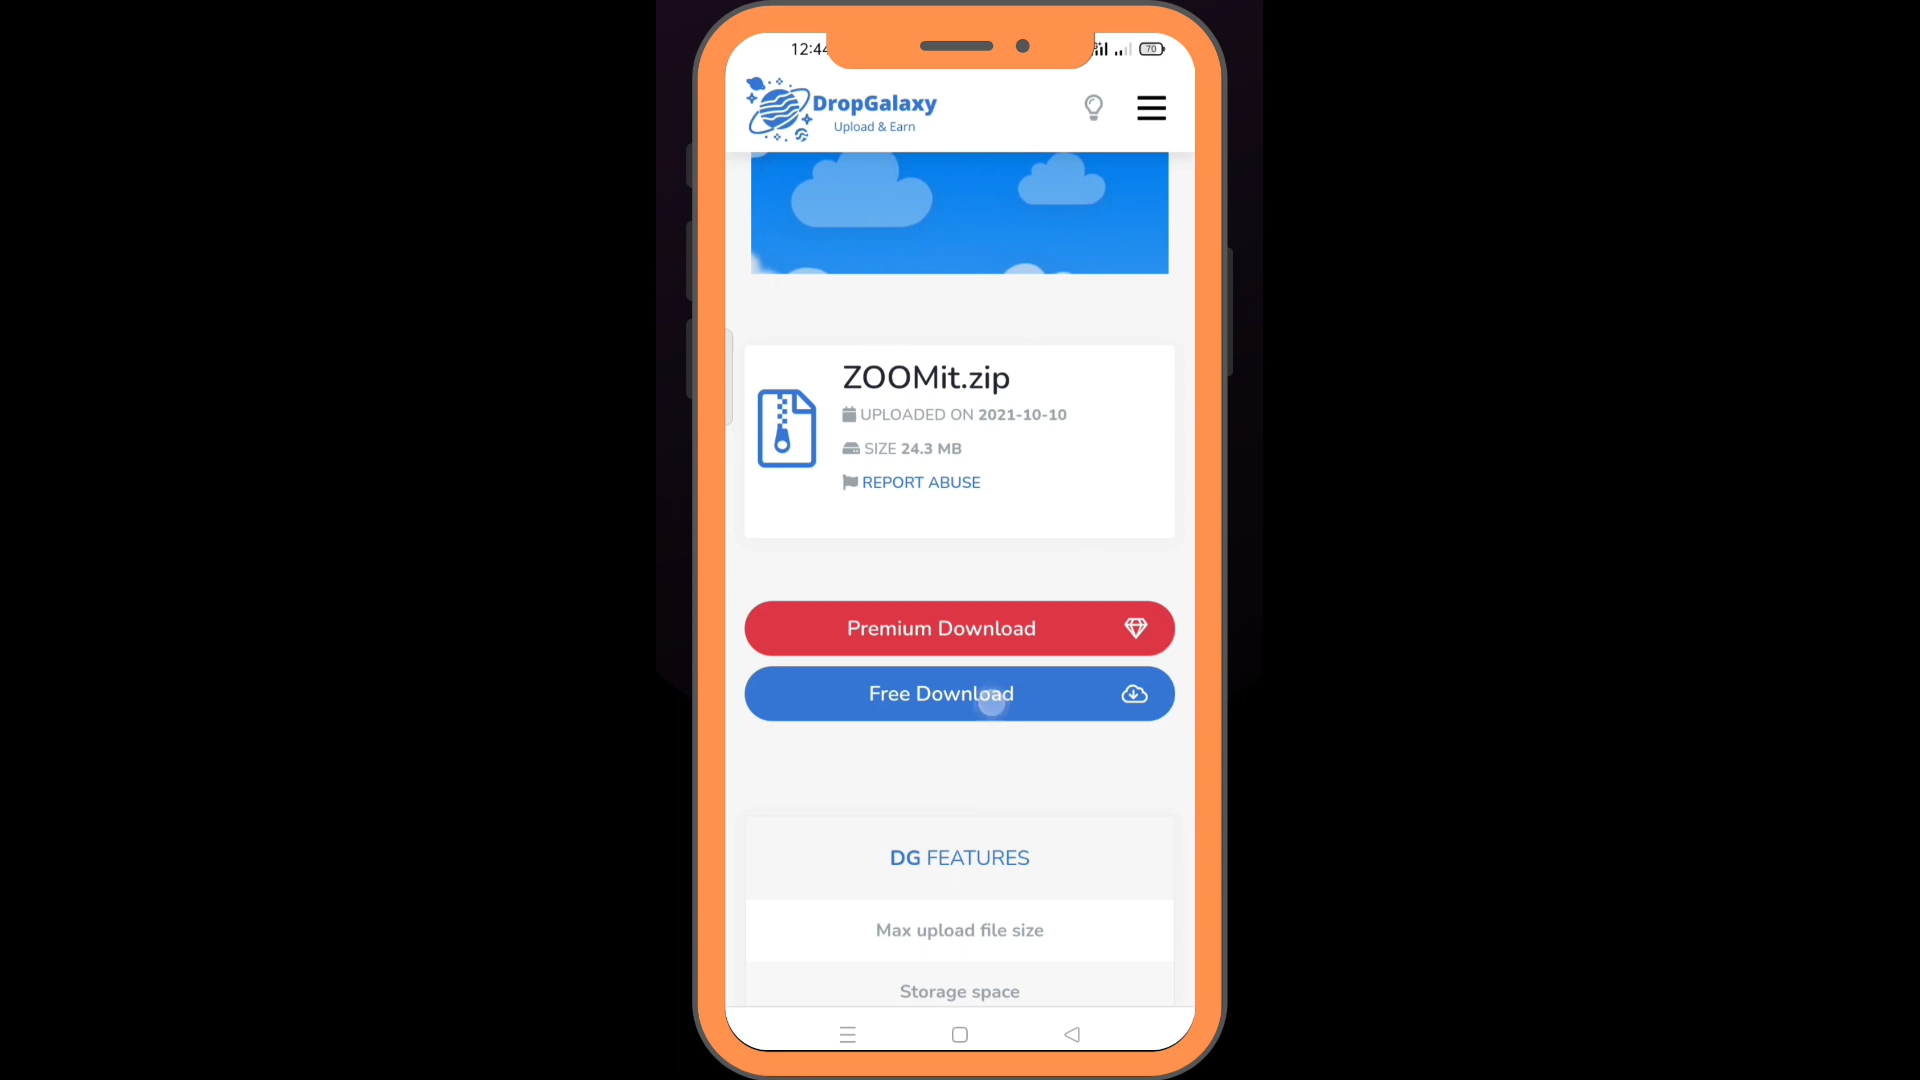 12:44
70
DropGalaxy
Upload & Earn
ZOOMit.zip
UPLOADED ON 2021-10-10
SIZE 24.3 MB
REPORT ABUSE
Premium Download
Free Download
DG FEATURES
Max upload file size
Storage space